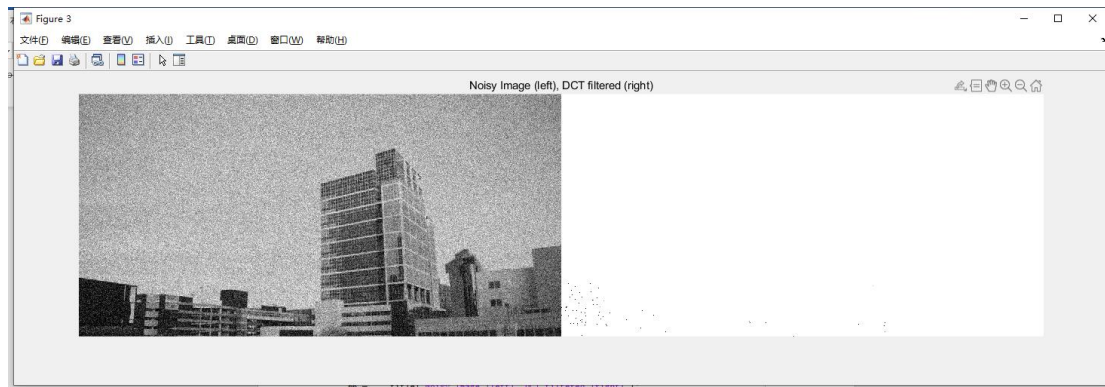 Figure 3
文件(F) 编辑(E) 查看(V) 插入(I) 工具(T) 桌面(D) 窗口(W) 帮助(H)
Noisy Image (left), DCT filtered (right)